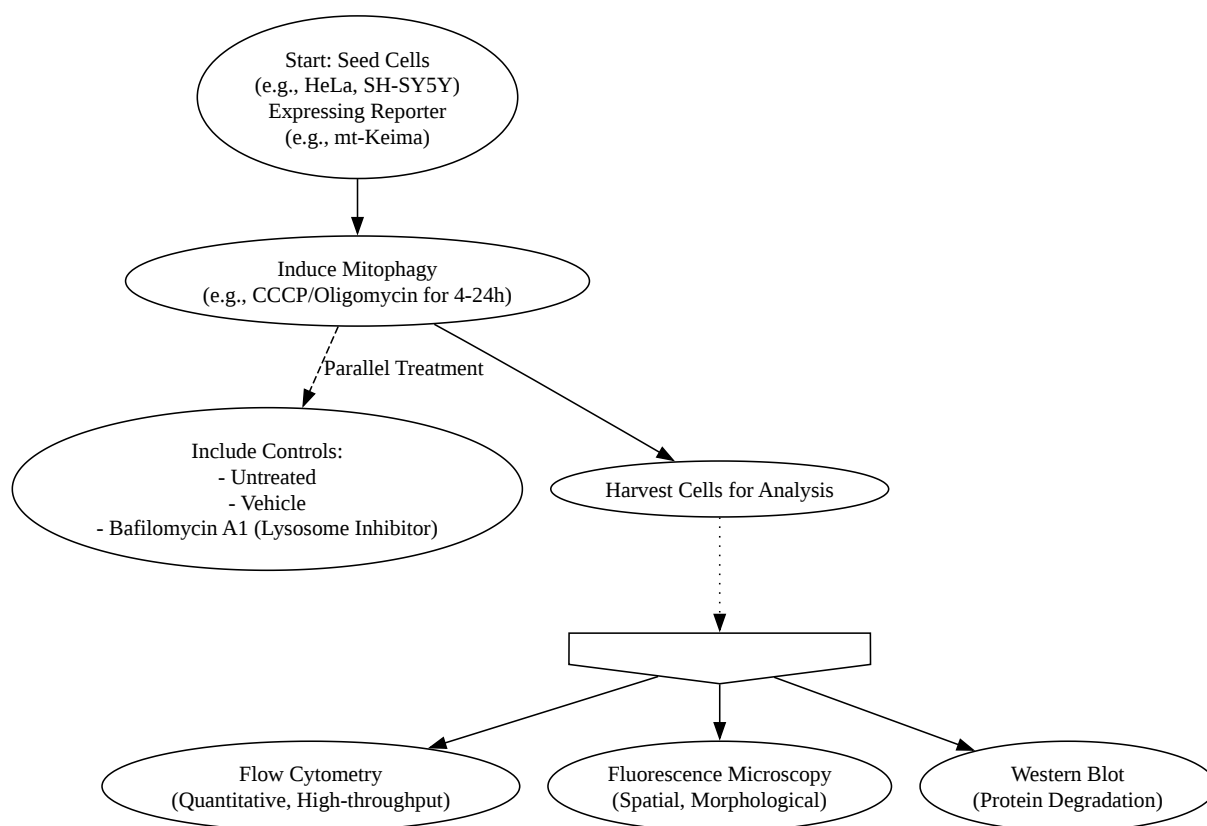 Start: Seed Cells
(e.g., HeLa, SH-SY5Y)
Expressing Reporter
(e.g., mt-Keima)
Induce Mitophagy
(e.g., CCCP/Oligomycin for 4-24h)
Parallel Treatment
Include Controls:
- Untreated
- Vehicle
- Bafilomycin A1 (Lysosome Inhibitor)
Harvest Cells for Analysis
Flow Cytometry
(Quantitative, High-throughput)
Fluorescence Microscopy
(Spatial, Morphological)
Western Blot
(Protein Degradation)